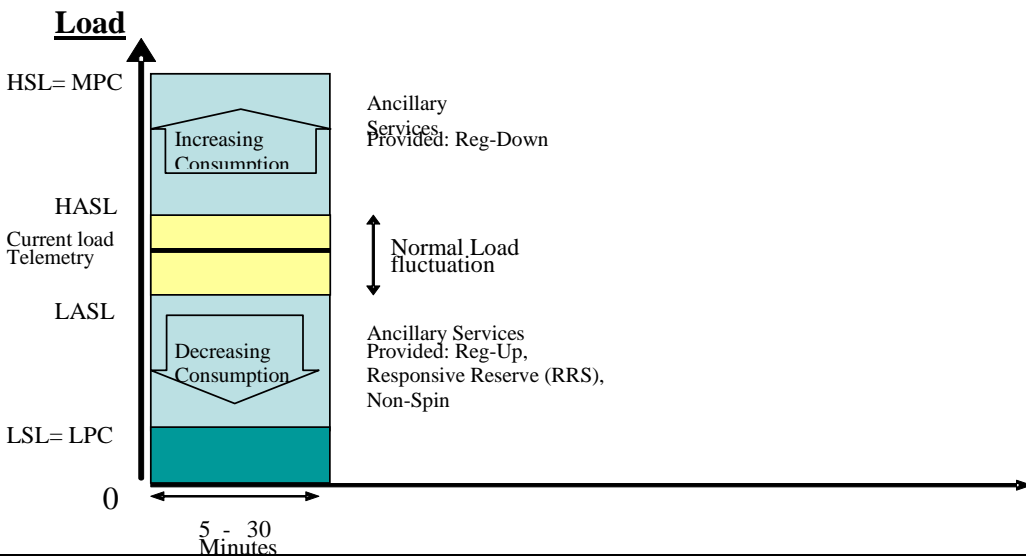 Load
HSL= MPC
Ancillary
Services
Provided: Reg-Down
Increasing
Consumption
HASL
Current load
Telemetry
Normal Load
fluctuation
LASL
Ancillary Services
Provided: Reg-Up,
Responsive Reserve (RRS),
Non-Spin
Decreasing
Consumption
LSL= LPC
0
5 - 30
Minutes